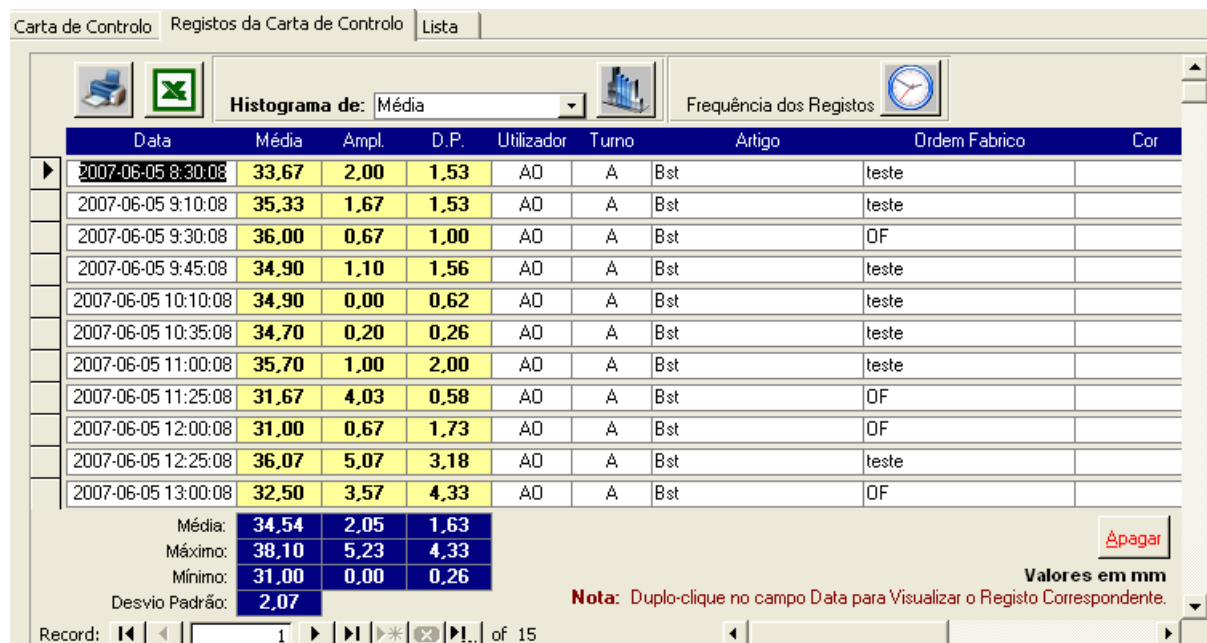 Carta de Controlo Registos da Carta de Controlo Lista
Histograma de: Média Frequência dos Registos
Data Média Ampl. D.P. Utilizador Turno Artigo Ordem Fabrico Cor
2007-06-05 8:30:08 33,67 2,00 1,53 AO A Bst teste
2007-06-05 9:10:08 35,33 1,67 1,53 AO A Bst teste
2007-06-05 9:30:08 36,00 0,67 1,00 AO A Bst OF
2007-06-05 9:45:08 34,90 1,10 1,56 AO A Bst teste
2007-06-05 10:10:08 34,90 0,00 0,62 AO A Bst teste
2007-06-05 10:35:08 34,70 0,20 0,26 AO A Bst teste
2007-06-05 11:00:08 35,70 1,00 2,00 AO A Bst teste
2007-06-05 11:25:08 31,67 4,03 0,58 AO A Bst OF
2007-06-05 12:00:08 31,00 0,67 1,73 AO A Bst OF
2007-06-05 12:25:08 36,07 5,07 3,18 AO A Bst teste
2007-06-05 13:00:08 32,50 3,57 4,33 AO A Bst OF
Média: 34,54 2,05 1,63
Máximo: 38,10 5,23 4,33 Apagar
Mínimo: 31,00 0,00 0,26 Valores em mm
Desvio Padrão: 2,07 Nota: Duplo-clique no campo Data para Visualizar o Registo Correspondente.
Record: 1 of 15